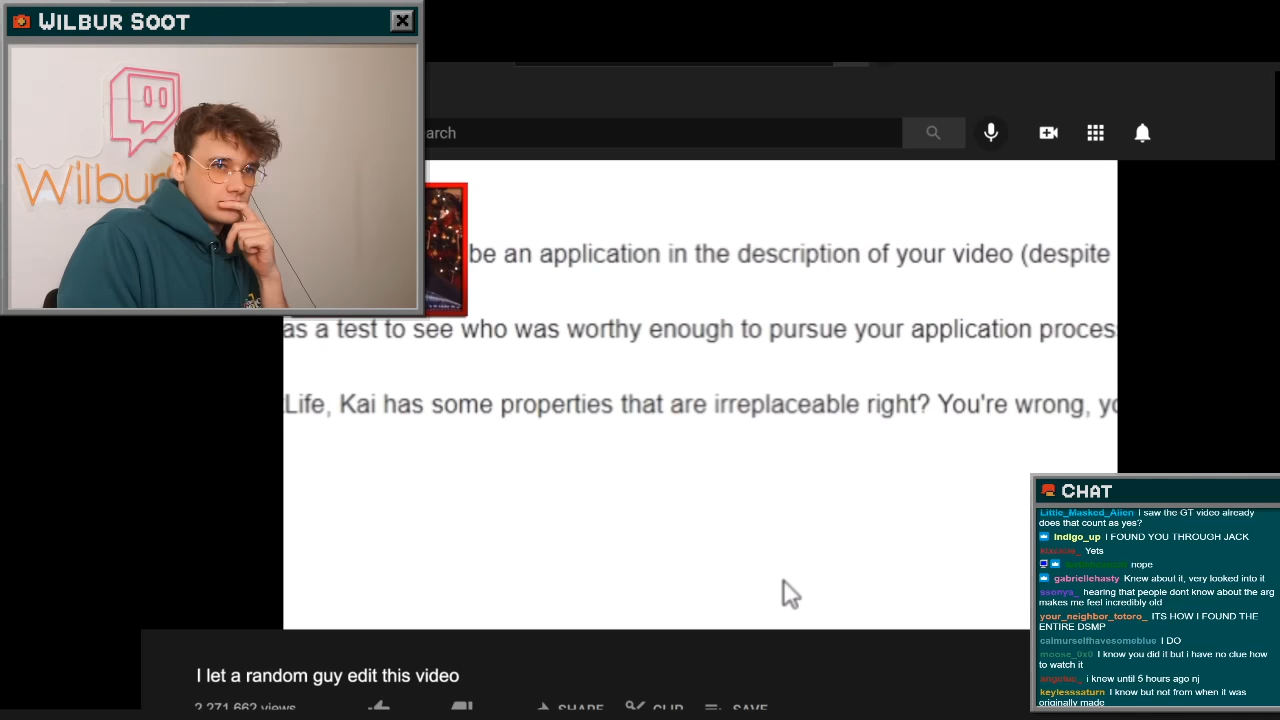 WILBUR SOOT
Wilbur
arch
be an application in the description of your video (despite
as a test to see who was worthy enough to pursue your application proces
Life, Kai has some properties that are irreplaceable right? You're wrong, yo
I let a random guy edit this video
2,271,662 views
SHARE
CLIP
SAVE
CHAT
Little_Masked_Alien I saw the GT video already
does that count as yes?
Indigo_up I FOUND YOU THROUGH JACK
Yets
nope
gabriellehasty Knew about it, very looked into it
ssonya_ hearing that people dont know about the arg
makes me feel incredibly old
your_neighbor_totoro_ ITS HOW I FOUND THE
ENTIRE DSMP
calmurselfhavesomeblue I DO
moose_0x0 I know you did it but i have no clue how
to watch it
i knew until 5 hours ago nj
keylesssaturn I know but not from when it was
originally made